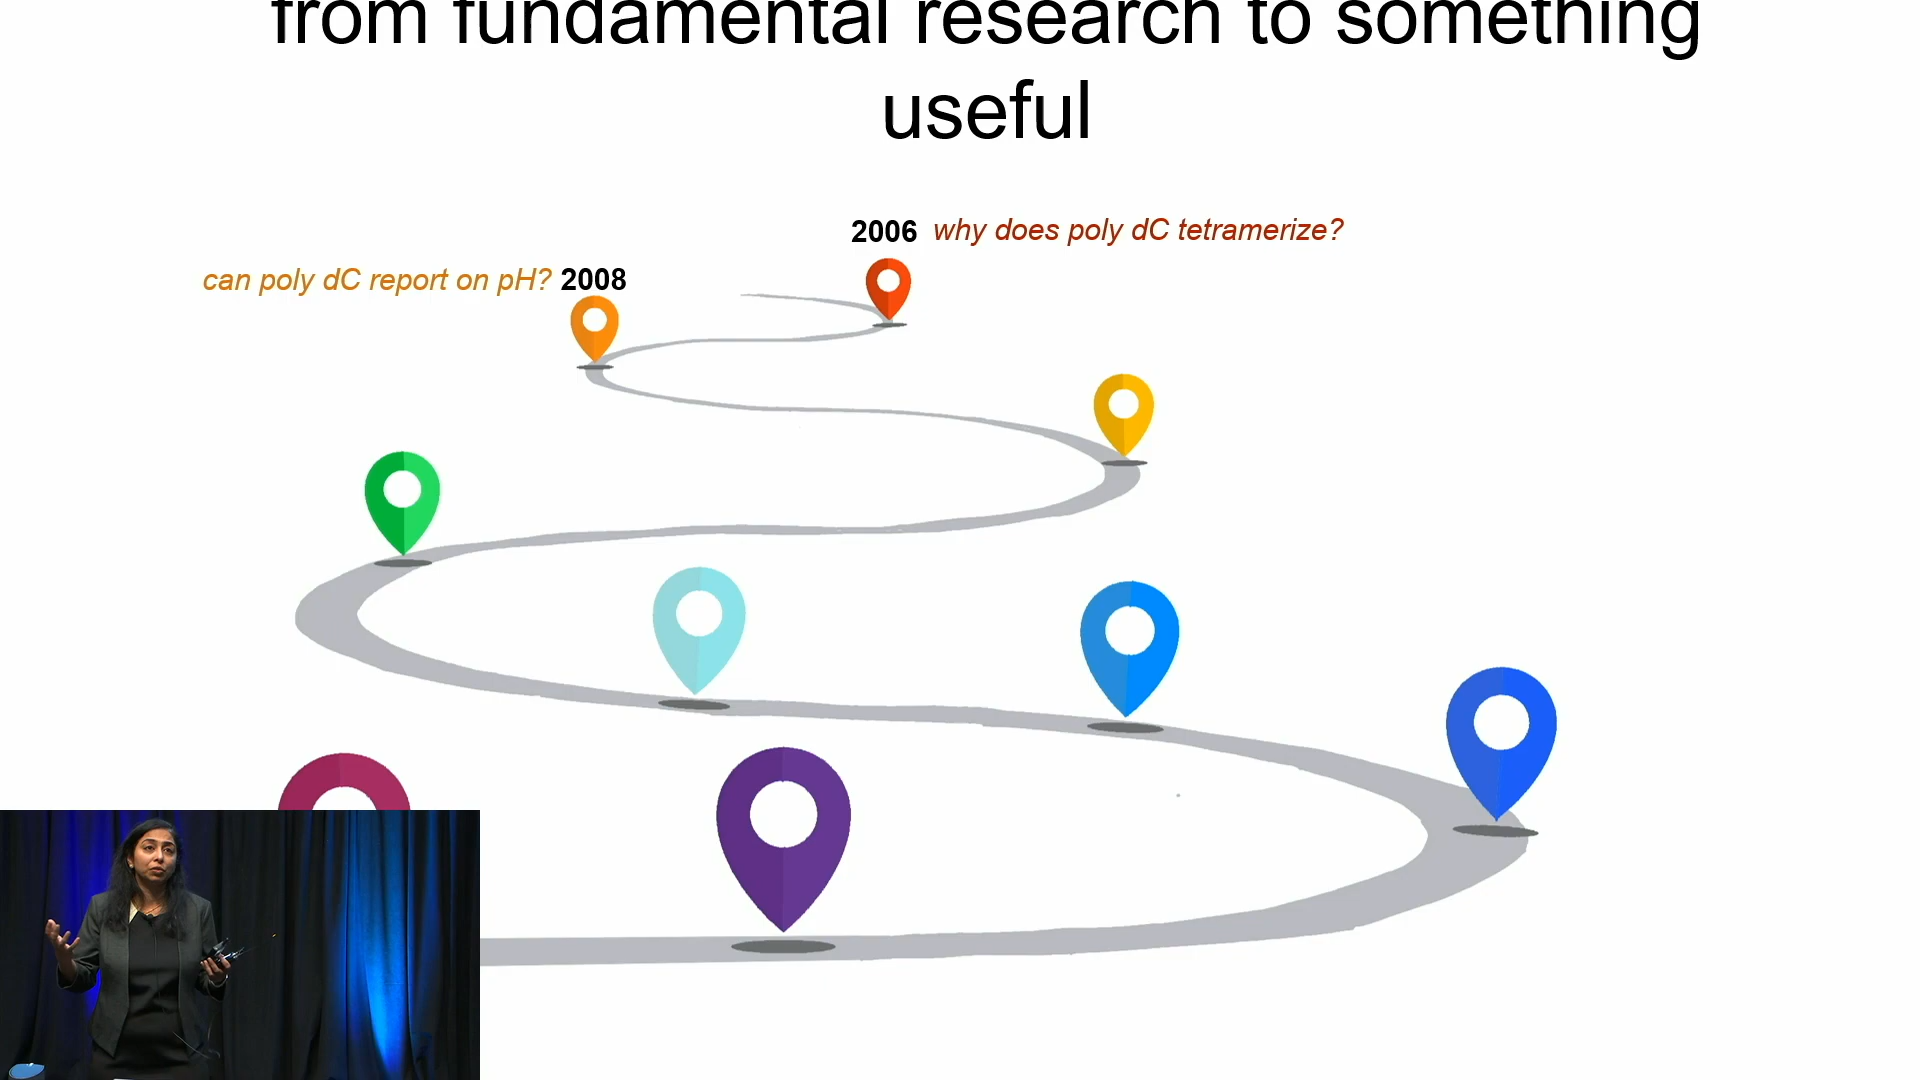 from fundamental research to something
useful
2006 why does poly dC tetramerize?
can poly dC report on pH? 2008